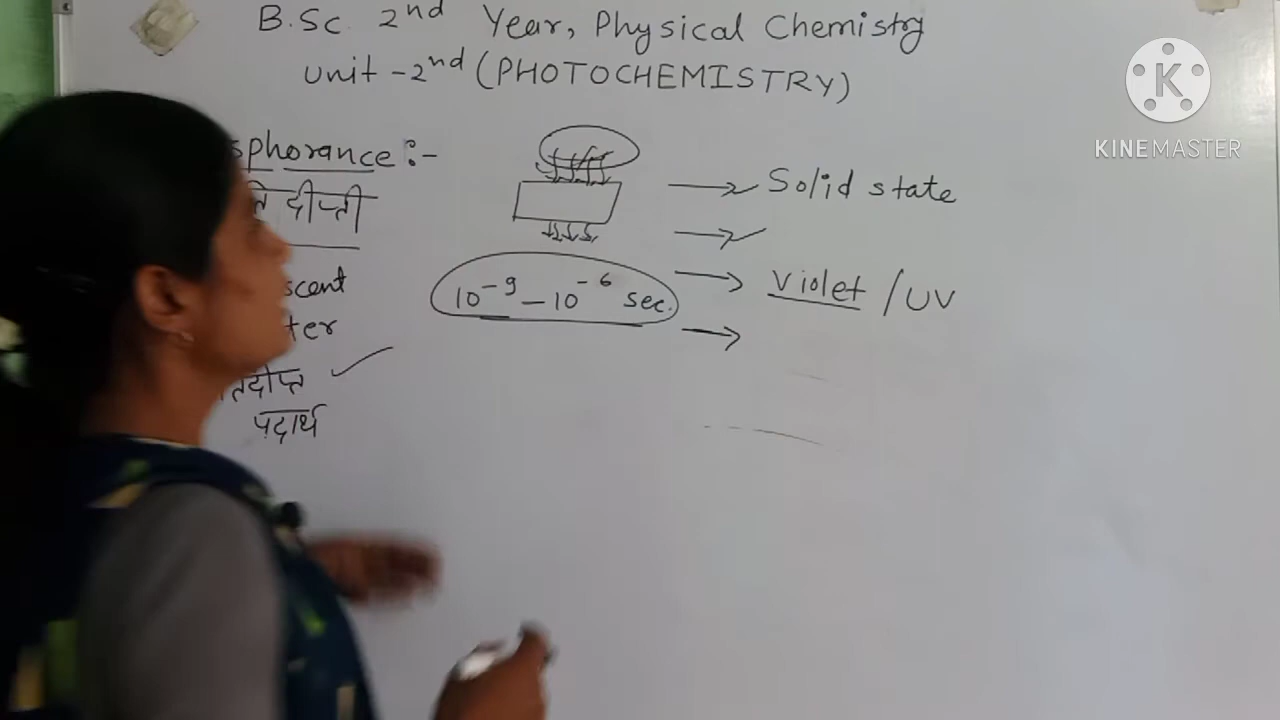 B.Sc. 2nd Year, Physical Chemistry
Unit-2nd (PHOTOCHEMISTRY)
sphorance :-
ति दीप्ती
scent
ter
तिदीप्त
पदार्थ
10-9 - 10-6 sec.
Solid state
Violet / UV
K
KINEMASTER